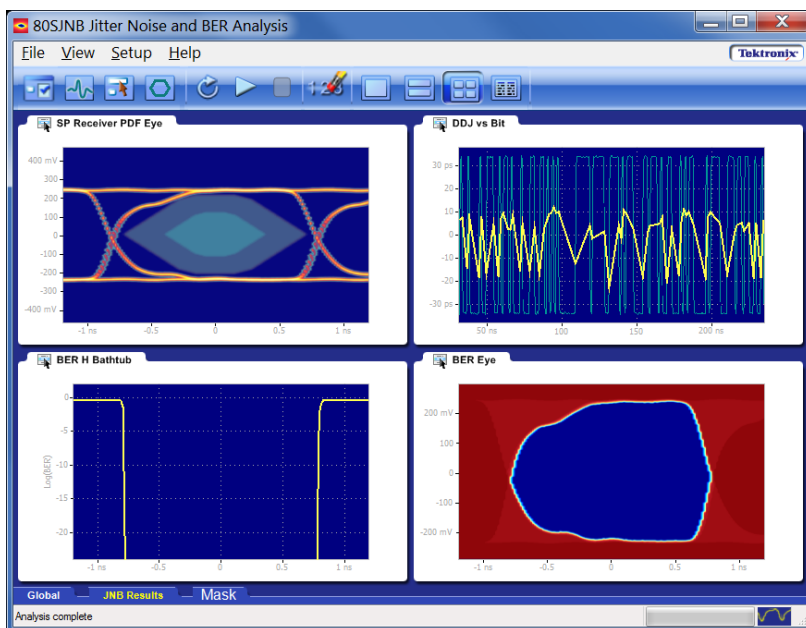 80SJNB Jitter Noise and BER Analysis
File View Setup Help
Tektronix
SP Receiver PDF Eye
400 mV
300
200
100
0
-100
-200
-300
-400 mV
-1 ns -0.5 0 0.5 1 ns
DDJ vs Bit
30 ps
20
10
0
-10
-20
-30 ps
50 ns 100 150 200 ns
BER H Bathtub
Log(BER)
0
-5
-10
-15
-20
-1 ns -0.5 0 0.5 1 ns
BER Eye
200 mV
100
0
-100
-200 mV
-1 ns -0.5 0 0.5 1 ns
Global JNB Results Mask
Analysis complete